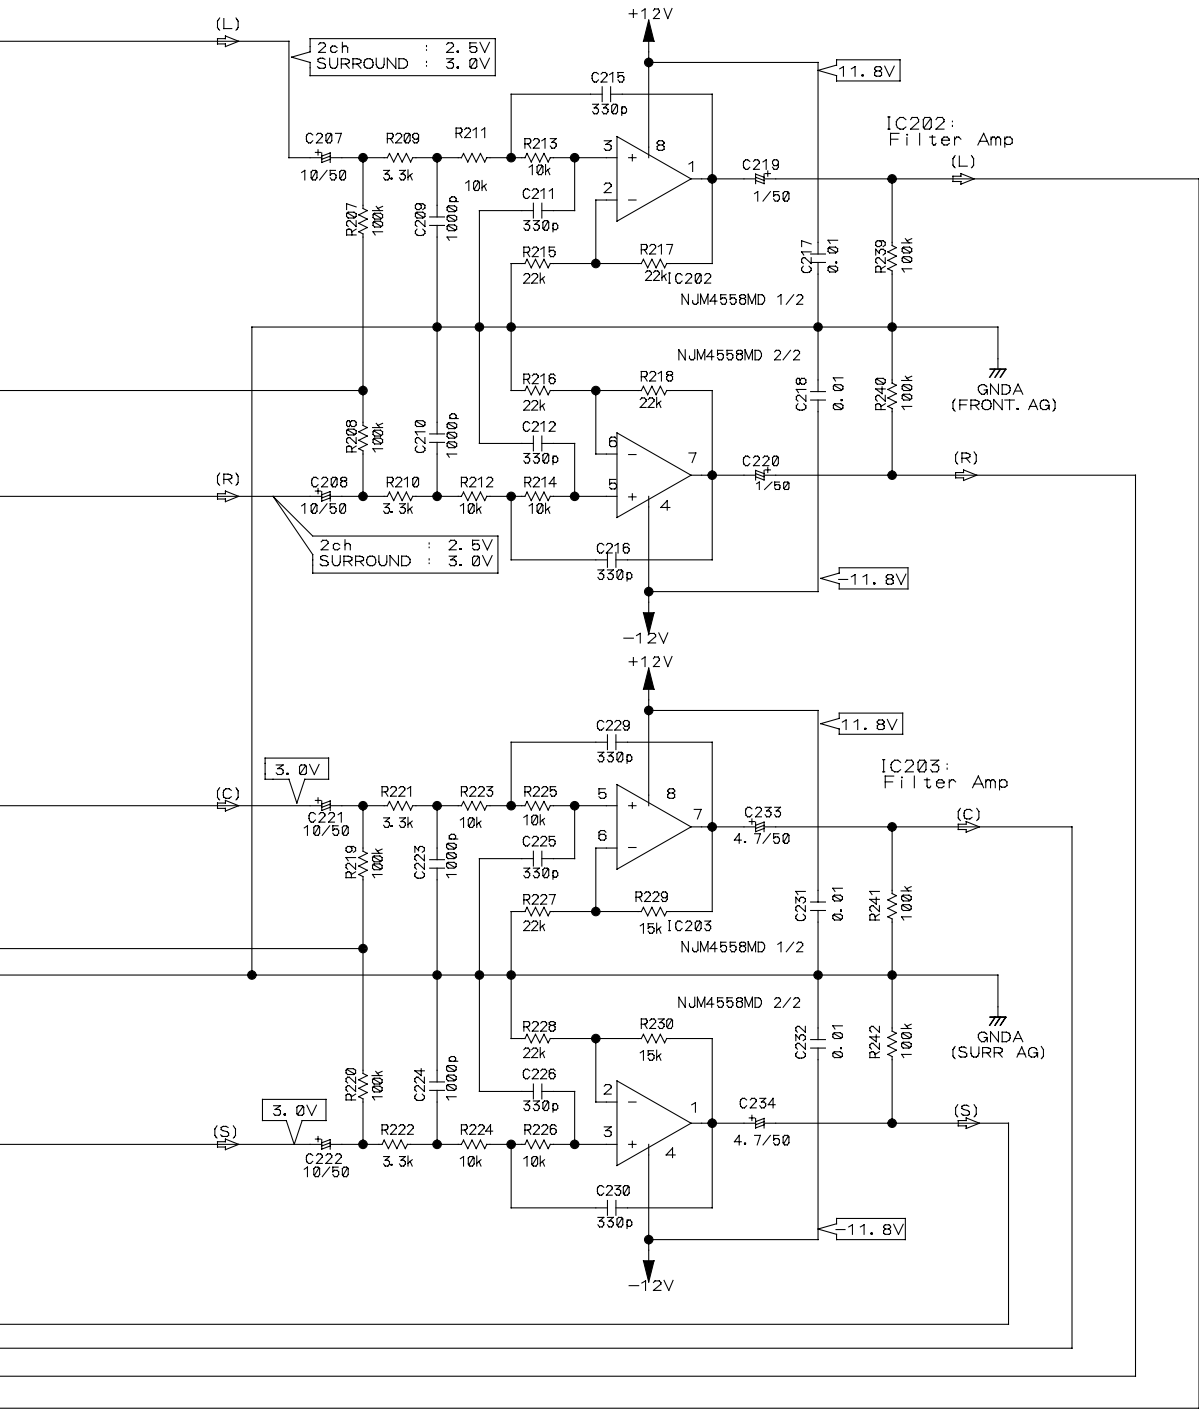 (L)
+12V
2ch : 2.5V
SURROUND : 3.0V
11.8V
C215
330p
IC202:
Filter Amp
(L)
C207
10/50
R209
3.3k
R211
10k
R213
10k
3
8
1
2
C219
1/50
R207
100k
C209
1000p
C211
330p
R215
22k
R217
22k
IC202
NJM4558MD 1/2
C217
0.01
R239
100k
NJM4558MD 2/2
GNDA
(FRONT.AG)
R216
22k
R218
22k
C218
0.01
R240
100k
R208
100k
C210
1000p
C212
330p
6
7
5
4
(R)
C208
10/50
R210
3.3k
R212
10k
R214
10k
C220
1/50
(R)
2ch : 2.5V
SURROUND : 3.0V
C216
330p
-11.8V
-12V
+12V
11.8V
C229
330p
IC203:
Filter Amp
3.0V
(C)
C221
10/50
R221
3.3k
R223
10k
R225
10k
5
8
7
6
C233
4.7/50
(C)
R219
100k
C223
1000p
C225
330p
R227
22k
R229
15k
IC203
NJM4558MD 1/2
C231
0.01
R241
100k
NJM4558MD 2/2
GNDA
(SURR AG)
R228
22k
R230
15k
C232
0.01
R242
100k
R220
100k
C224
1000p
C226
330p
2
1
3
4
3.0V
(S)
C222
10/50
R222
3.3k
R224
10k
R226
10k
C234
4.7/50
(S)
C230
330p
-11.8V
-12V